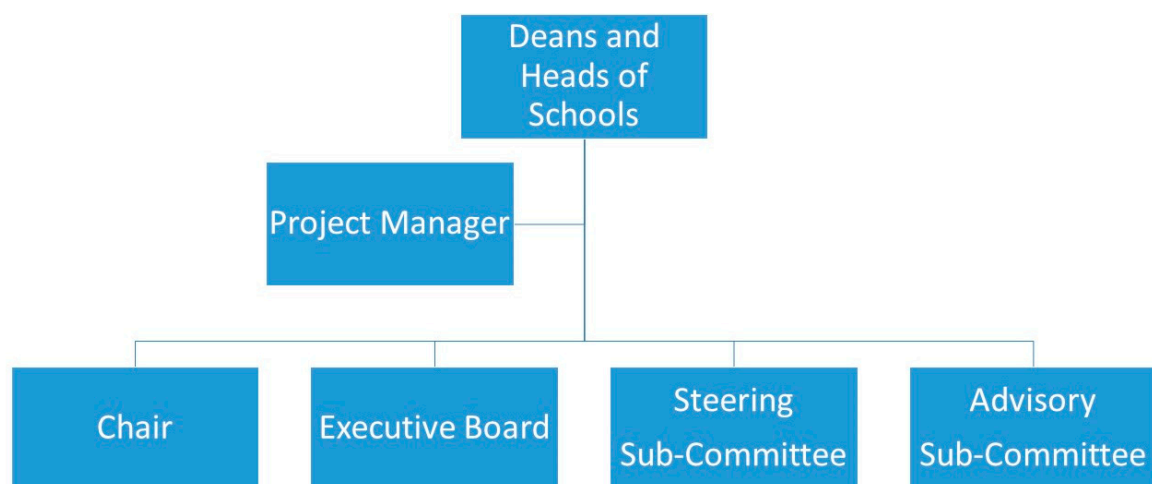 Deans and
Heads of
Schools
Project Manager
Chair
Executive Board
Steering
Sub-Committee
Advisory
Sub-Committee